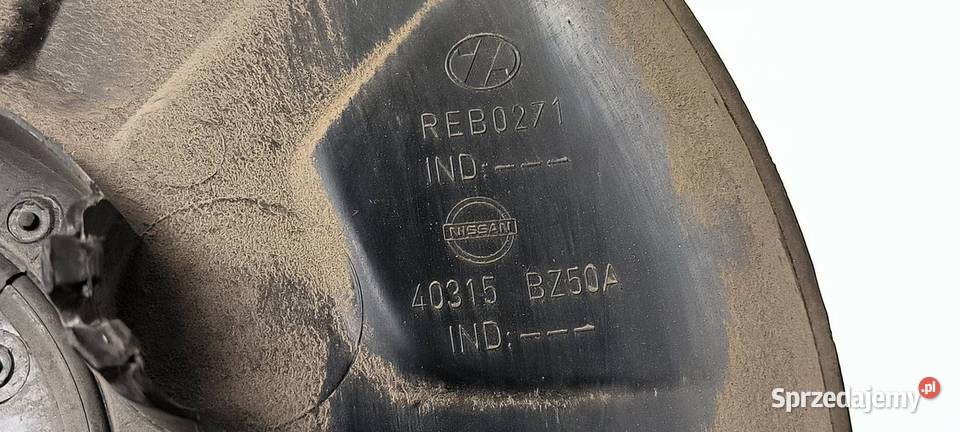 REB0271
IND:---
NISSAN
40315 BZ50A
IND:---
Sprzedajemy.pl